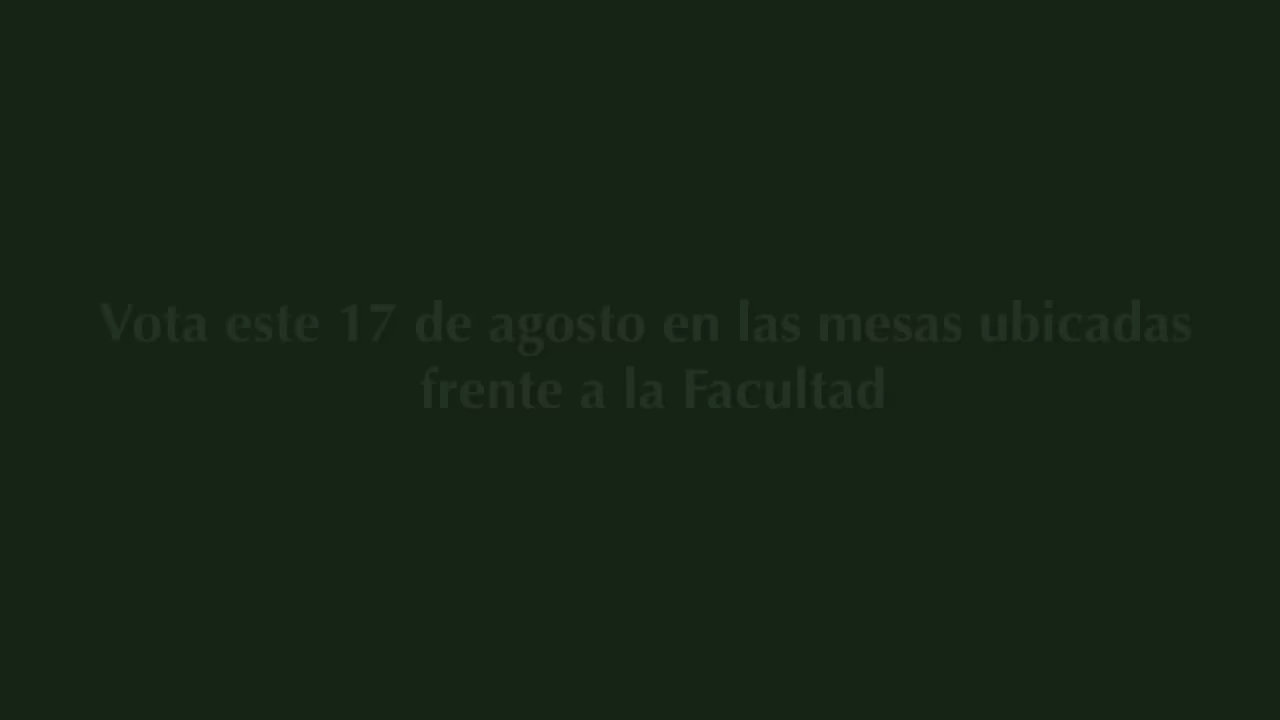 Vota este 17 de agosto en las mesas ubicadas
frente a la Facultad